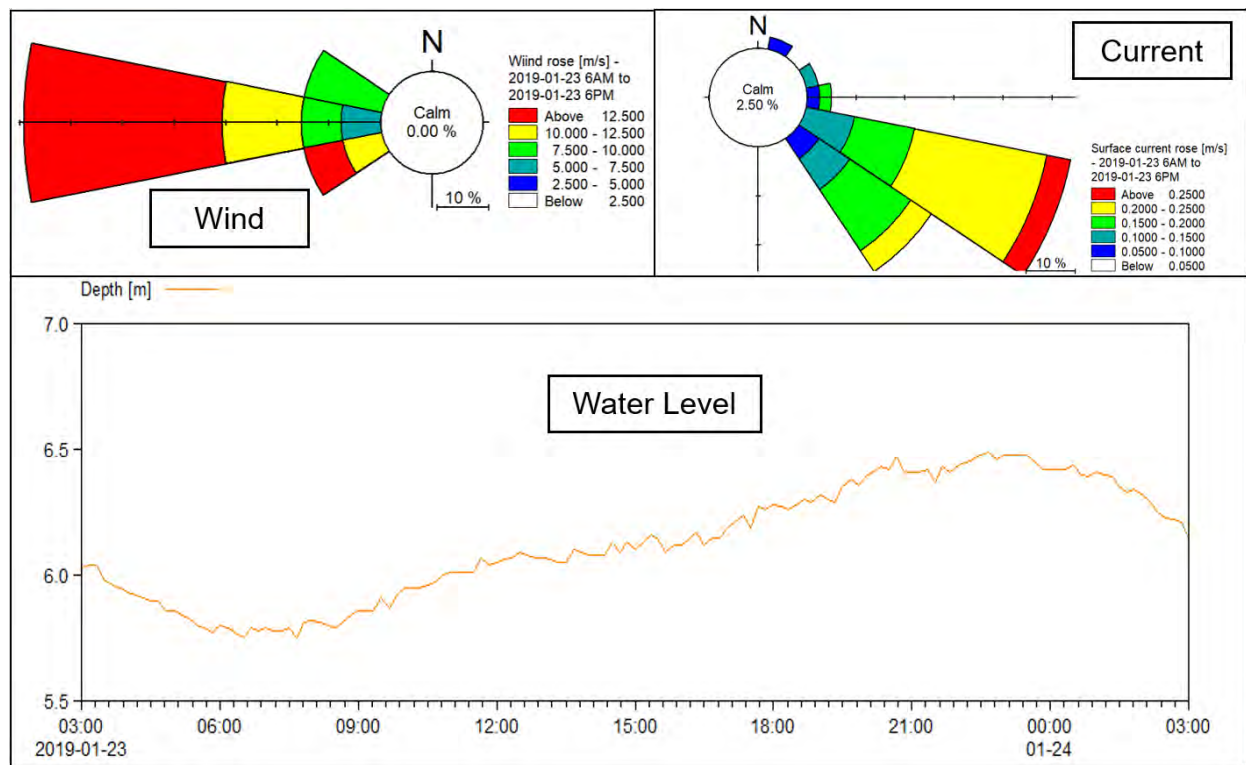 N
Calm
0.00 %
10 %
Wiind rose [m/s] -
2019-01-23 6AM to
2019-01-23 6PM
Above 12.500
10.000 - 12.500
7.500 - 10.000
5.000 - 7.500
2.500 - 5.000
Below 2.500
Wind
N
Calm
2.50 %
10 %
Current
Surface current rose [m/s]
- 2019-01-23 6AM to
2019-01-23 6PM
Above 0.2500
0.2000 - 0.2500
0.1500 - 0.2000
0.1000 - 0.1500
0.0500 - 0.1000
Below 0.0500
Depth [m]
Water Level
7.0
6.5
6.0
5.5
03:00 06:00 09:00 12:00 15:00 18:00 21:00 00:00 03:00
2019-01-23 01-24